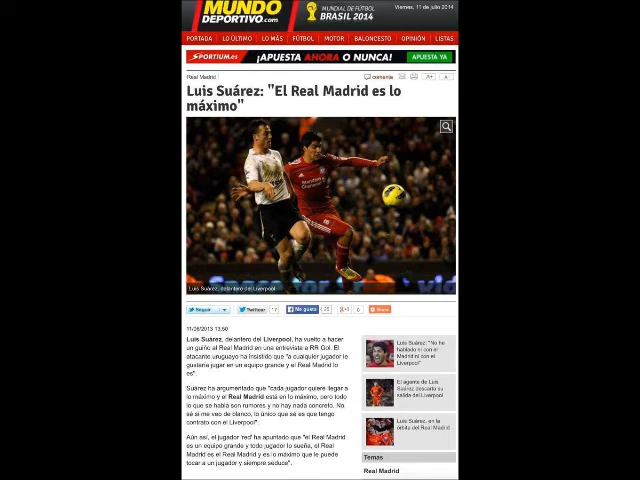 MUNDO
DEPORTIVO.com
MUNDIAL DE FÚTBOL
BRASIL 2014
Viernes, 11 de julio 2014
PORTADA LO ÚLTIMO LO MÁS FÚTBOL MOTOR BALONCESTO OPINIÓN LISTAS
SPORTIUM.es ¡APUESTA AHORA O NUNCA! APUESTA YA
Real Madrid
comenta A+ A
Luis Suárez: "El Real Madrid es lo
máximo"
Luis Suárez, delantero del Liverpool
Seguir Twittear 17 Me gusta 25 +1 0 Share
11/06/2013 13:50
Luis Suárez, delantero del Liverpool, ha vuelto a hacer
un guiño al Real Madrid en una entrevista a RR Gol. El
atacante uruguayo ha insistido que "a cualquier jugador le
gustaría jugar en un equipo grande y el Real Madrid lo
es".
Suárez ha argumentado que "cada jugador quiere llegar a
lo máximo y el Real Madrid está en lo máximo, pero todo
lo que se habla son rumores y no hay nada concreto. No
sé si me veo de blanco, lo único que sé es que tengo
contrato con el Liverpool".
Aún así, el jugador 'red' ha apuntado que "el Real Madrid
es un equipo grande y todo jugador lo sueña, el Real
Madrid es el Real Madrid y es lo máximo que le puede
tocar a un jugador y siempre seduce".
Luis Suárez: "No he
hablado ni con el
Madrid ni con el
Liverpool"
El agente de Luis
Suárez descarta su
salida del Liverpool
Luis Suárez, en la
órbita del Real Madrid
Temas
Real Madrid